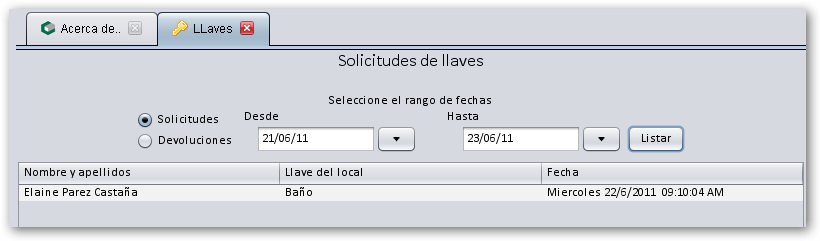 Acerca de.. LLaves
Solicitudes de llaves
Seleccione el rango de fechas
Solicitudes Desde Hasta
Devoluciones 21/06/11 23/06/11 Listar
Nombre y apellidos Llave del local Fecha
Elaine Parez Castaña Baño Miercoles 22/6/2011 09:10:04 AM